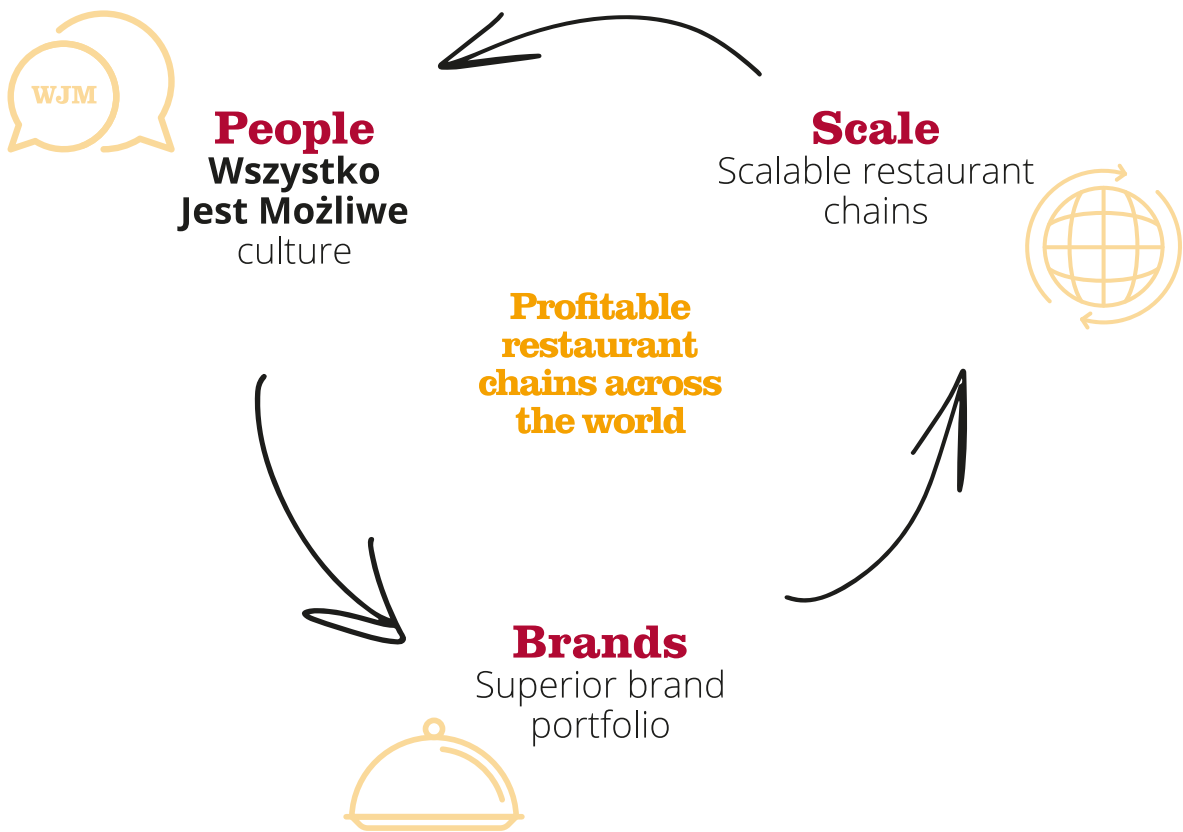 WJM
People
Wszystko
Jest Możliwe
culture
Scale
Scalable restaurant
chains
Profitable
restaurant
chains across
the world
Brands
Superior brand
portfolio